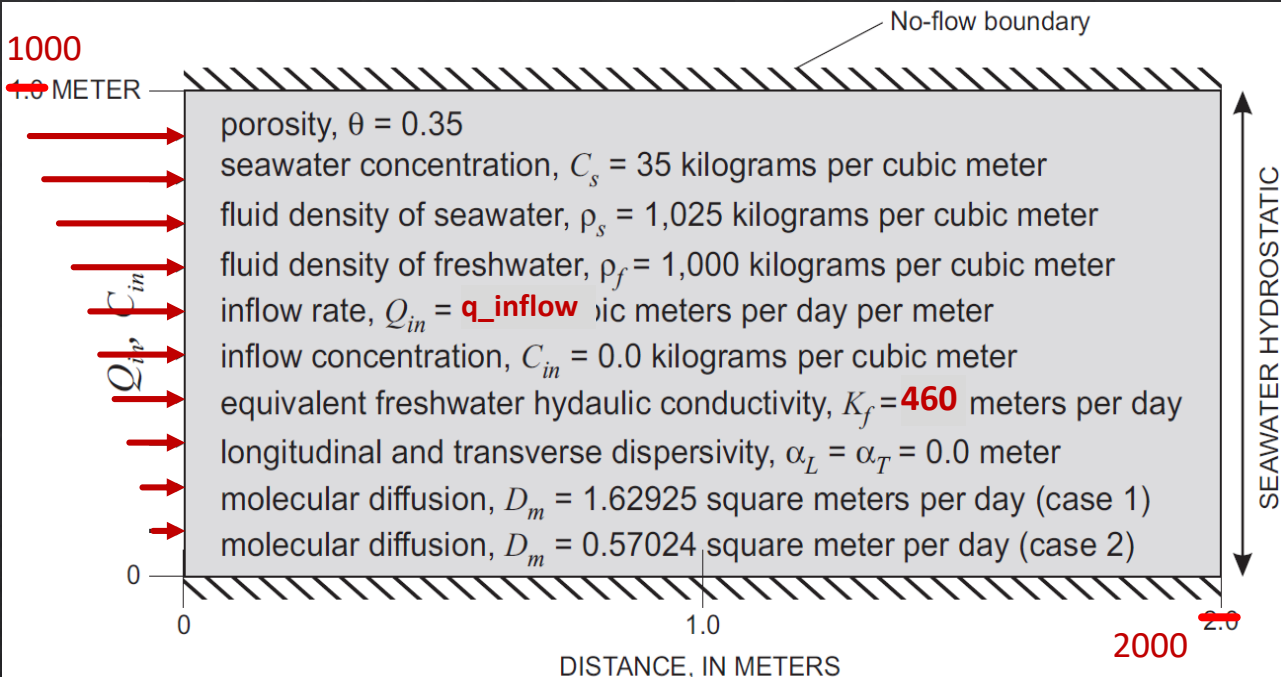 No-flow boundary
1000
1.0 METER
porosity, θ = 0.35
seawater concentration, Cs = 35 kilograms per cubic meter
fluid density of seawater, ρs = 1,025 kilograms per cubic meter
fluid density of freshwater, ρf = 1,000 kilograms per cubic meter
inflow rate, Qin = q_inflow bic meters per day per meter
inflow concentration, Cin = 0.0 kilograms per cubic meter
equivalent freshwater hydaulic conductivity, Kf = 460 meters per day
longitudinal and transverse dispersivity, αL = αT = 0.0 meter
molecular diffusion, Dm = 1.62925 square meters per day (case 1)
molecular diffusion, Dm = 0.57024 square meter per day (case 2)
Qin, Cin
SEAWATER HYDROSTATIC
0
0
1.0
2.0
2000
DISTANCE, IN METERS